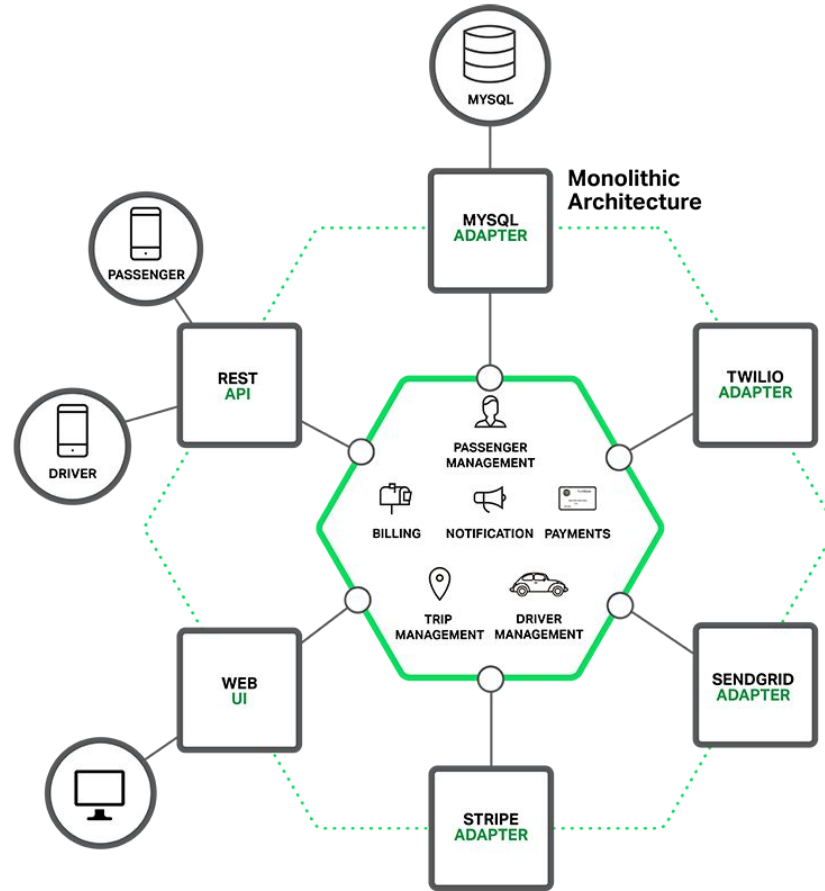 MYSQL
MYSQL
ADAPTER
Monolithic
Architecture
PASSENGER
REST
API
TWILIO
ADAPTER
DRIVER
PASSENGER
MANAGEMENT
BILLING
NOTIFICATION
PAYMENTS
TRIP
MANAGEMENT
DRIVER
MANAGEMENT
WEB
UI
SENDGRID
ADAPTER
STRIPE
ADAPTER